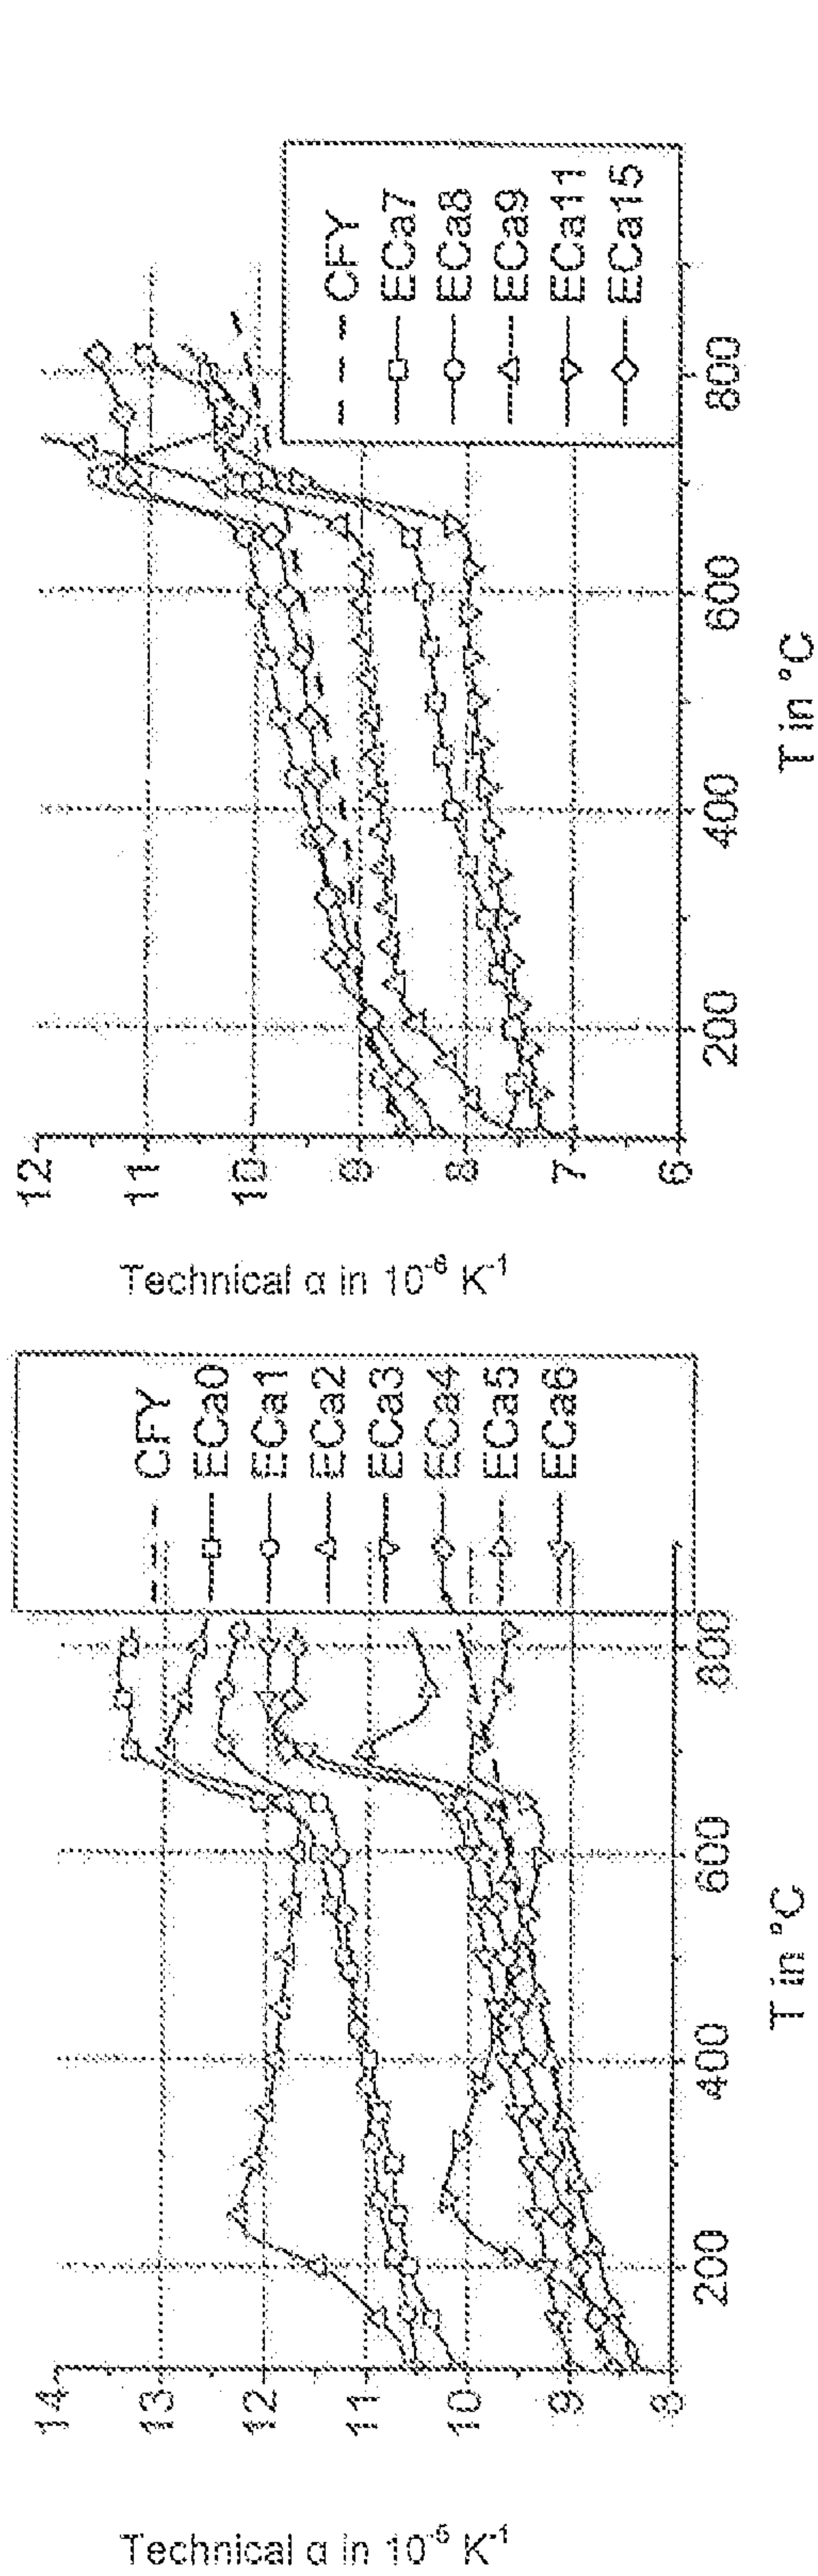 12
11
10
9
8
7
6
Technical α in 10⁻⁶ K⁻¹
200
400
600
800
T in °C
CFY
ECa7
ECa8
ECa9
ECa11
ECa15
14
13
12
11
10
9
8
Technical α in 10⁻⁶ K⁻¹
200
400
600
800
T in °C
CFY
ECa0
ECa1
ECa2
ECa3
ECa4
ECa5
ECa6